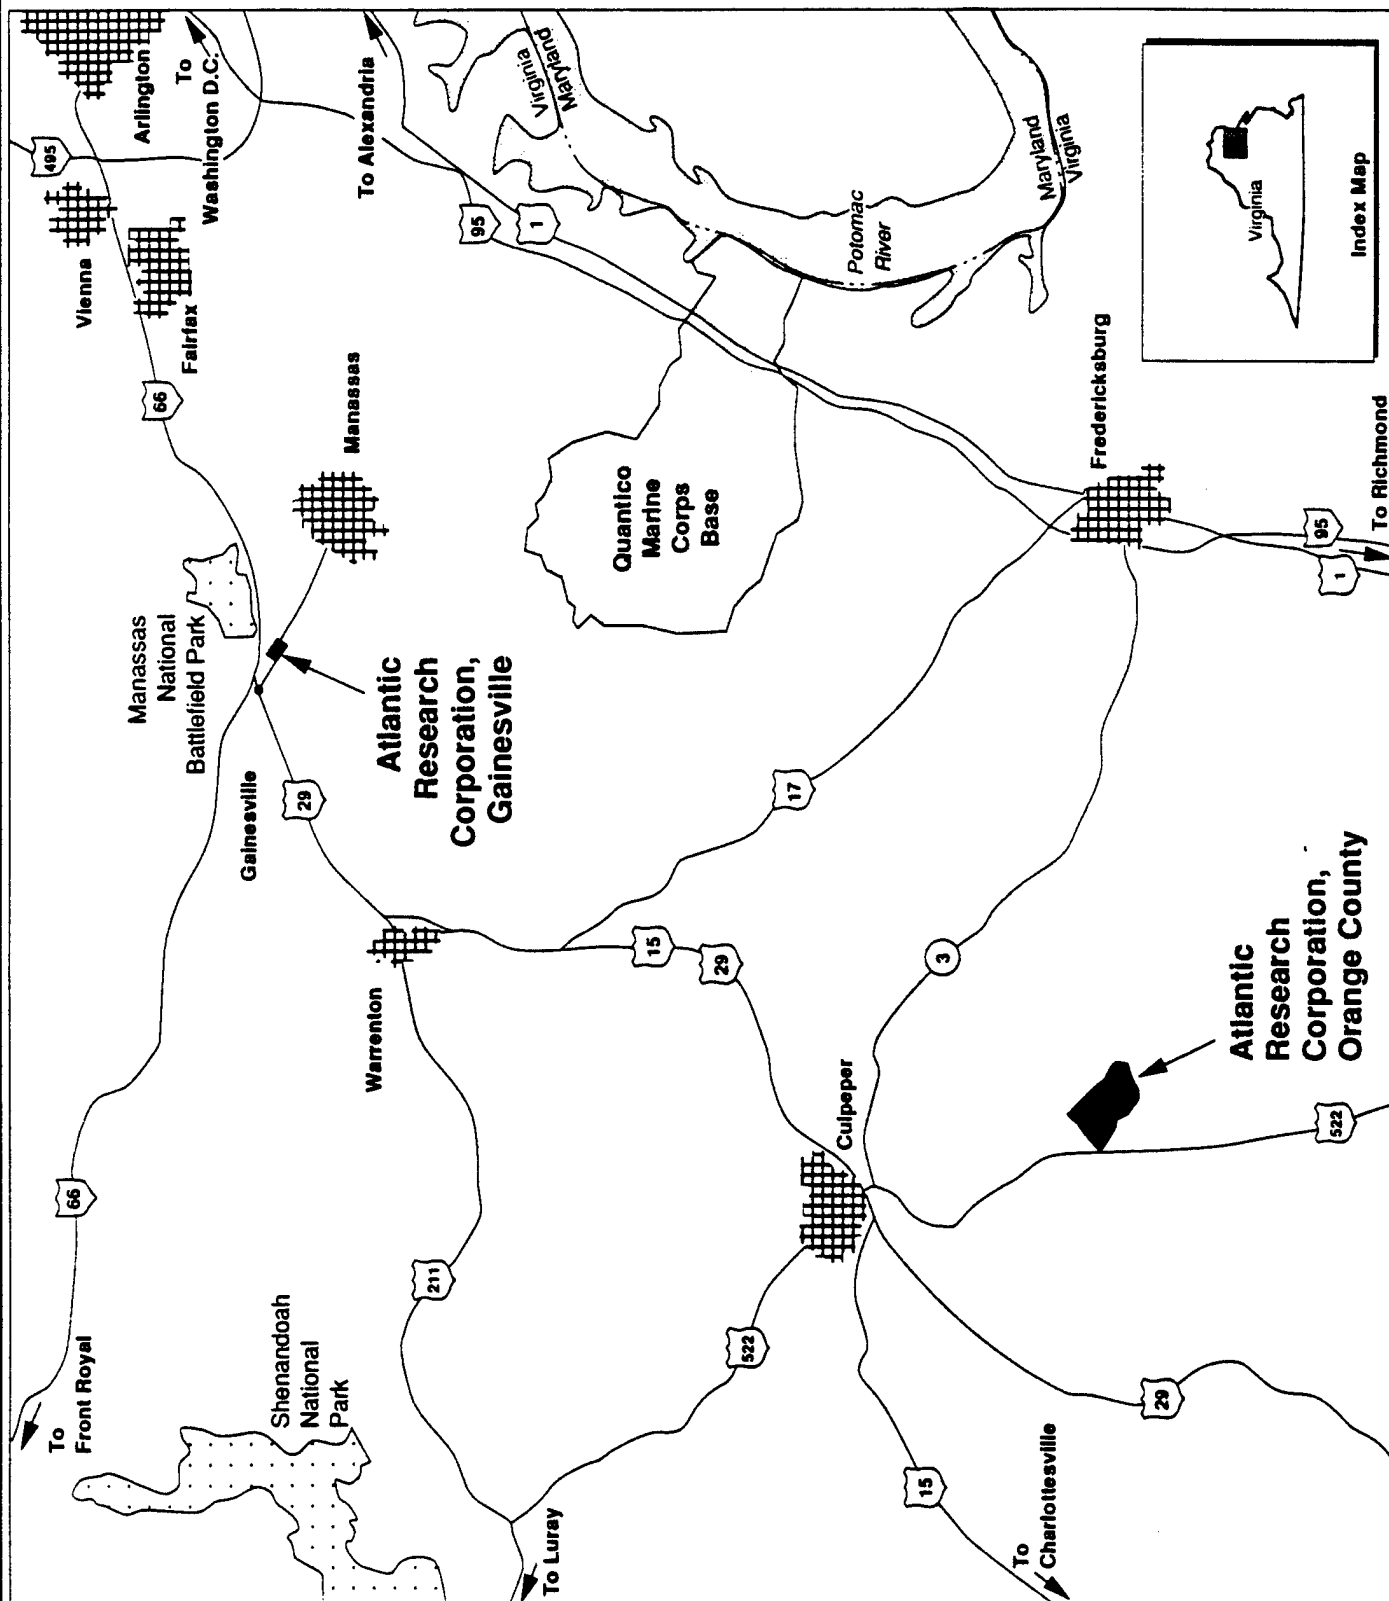 To
Front Royal
66
Shenandoah
National
Park
To Luray
211
522
Warrenton
Gainesville
29
Manassas
National
Battlefield Park
66
Vienna
Fairfax
495
Arlington
To
Washington D.C.
Manassas
To Alexandria
Atlantic
Research
Corporation,
Gainesville
95
1
Virginia
Maryland
Quantico
Marine
Corps
Base
15
29
17
Culpeper
Potomac
River
3
15
To
Charlottesville
29
Maryland
Virginia
Fredericksburg
Atlantic
Research
Corporation,
Orange County
522
95
1
To Richmond
Virginia
Index Map